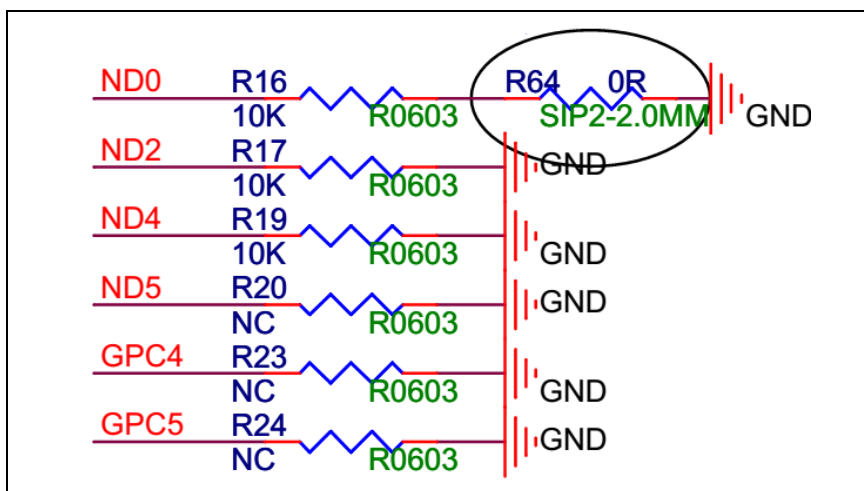 ND0 R16 R64 0R
10K R0603 SIP2-2.0MM GND
ND2 R17 GND
10K R0603
ND4 R19
10K R0603 GND
ND5 R20 GND
NC R0603
GPC4 R23
NC R0603 GND
GPC5 R24 GND
NC R0603